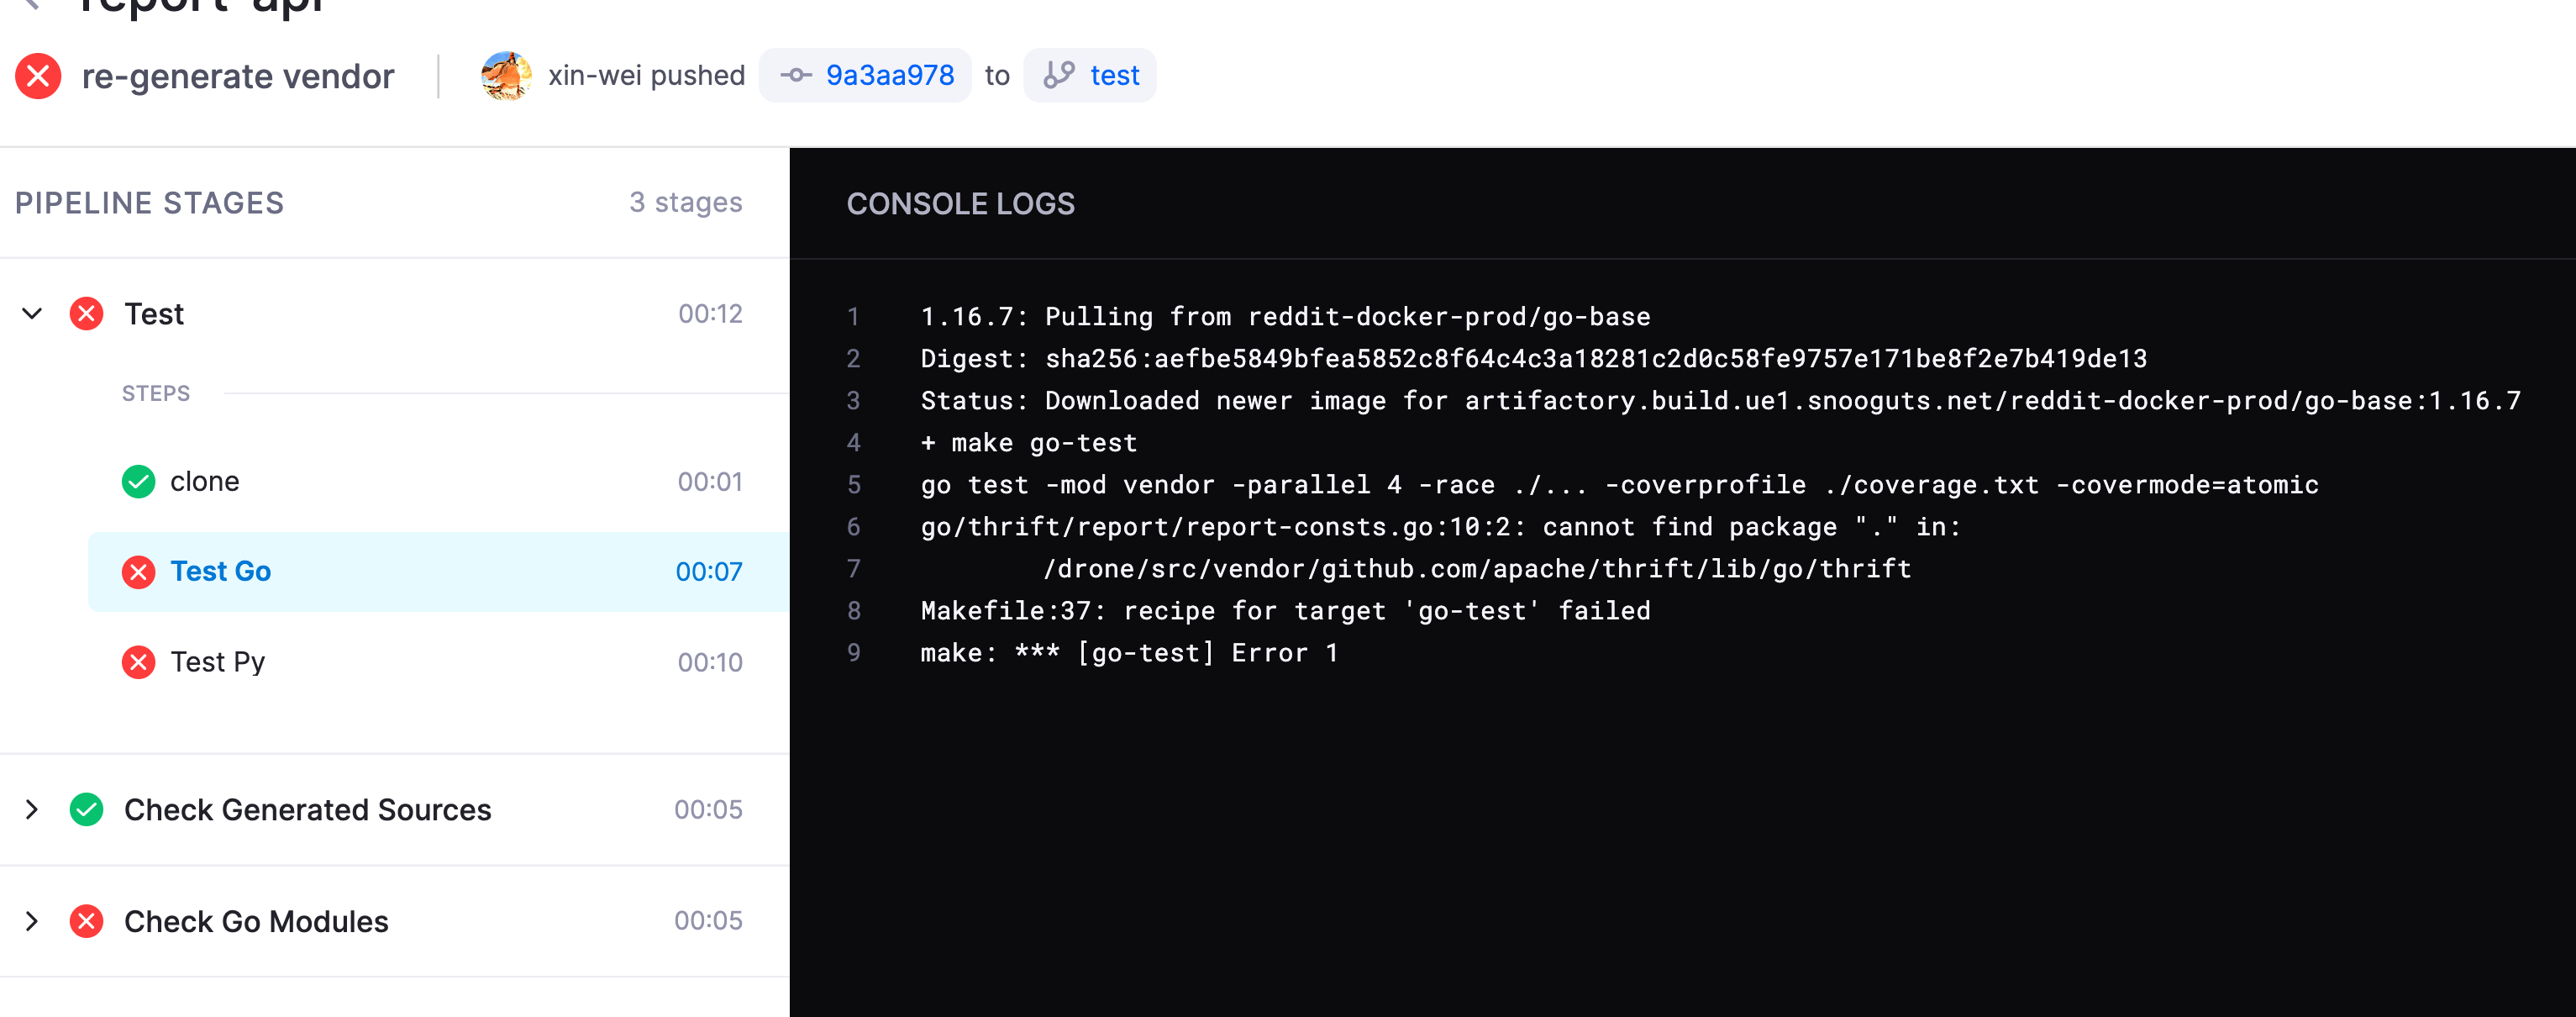 report-api
re-generate vendor
xin-wei pushed 9a3aa978 to test
PIPELINE STAGES 3 stages
Test 00:12
STEPS
clone 00:01
Test Go 00:07
Test Py 00:10
Check Generated Sources 00:05
Check Go Modules 00:05
CONSOLE LOGS
1 1.16.7: Pulling from reddit-docker-prod/go-base
2 Digest: sha256:aefbe5849bfea5852c8f64c4c3a18281c2d0c58fe9757e171be8f2e7b419de13
3 Status: Downloaded newer image for artifactory.build.ue1.snooguts.net/reddit-docker-prod/go-base:1.16.7
4 + make go-test
5 go test -mod vendor -parallel 4 -race ./... -coverprofile ./coverage.txt -covermode=atomic
6 go/thrift/report/report-consts.go:10:2: cannot find package "." in:
7 /drone/src/vendor/github.com/apache/thrift/lib/go/thrift
8 Makefile:37: recipe for target 'go-test' failed
9 make: *** [go-test] Error 1